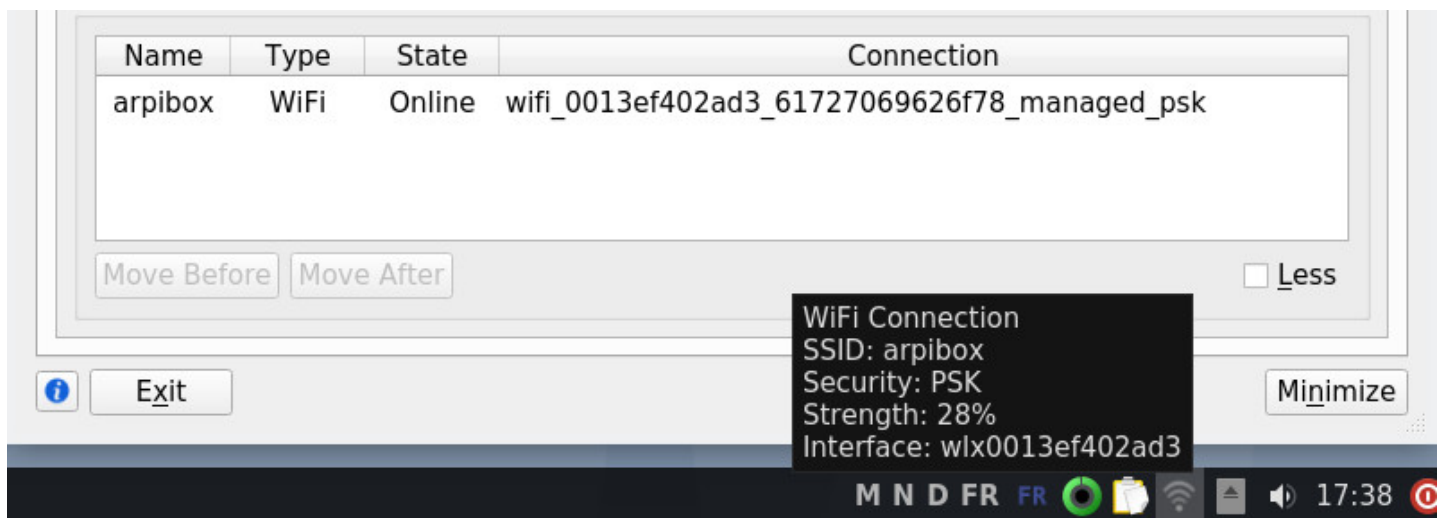 Name Type State Connection
arpibox WiFi Online wifi_0013ef402ad3_61727069626f78_managed_psk
Move Before Move After Less
WiFi Connection
SSID: arpibox
Security: PSK
Strength: 28%
Interface: wlx0013ef402ad3
Exit Minimize
M N D FR FR 17:38